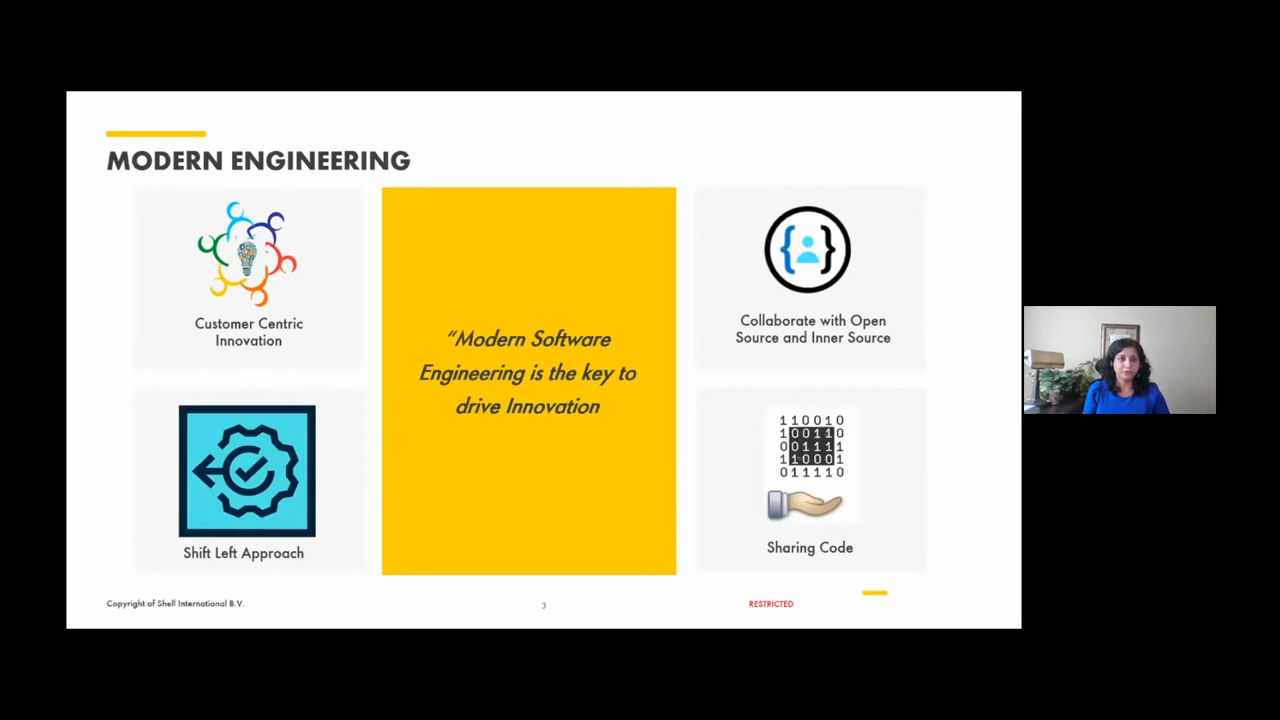 MODERN ENGINEERING
Customer Centric
Innovation
“Modern Software
Engineering is the key to
drive Innovation
Collaborate with Open
Source and Inner Source
Shift Left Approach
110010
100110
001111
110001
011110
Sharing Code
Copyright of Shell International B.V.
3
RESTRICTED